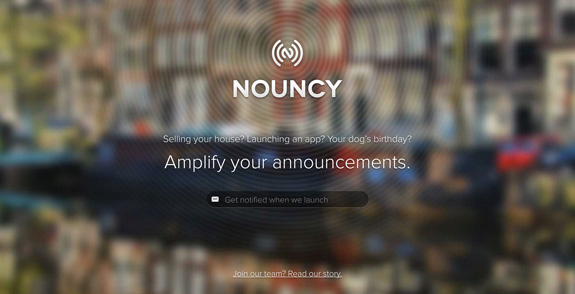 NOUNCY
Selling your house? Launching an app? Your dog's birthday?
Amplify your announcements.
Get notified when we launch
Join our team? Read our story.